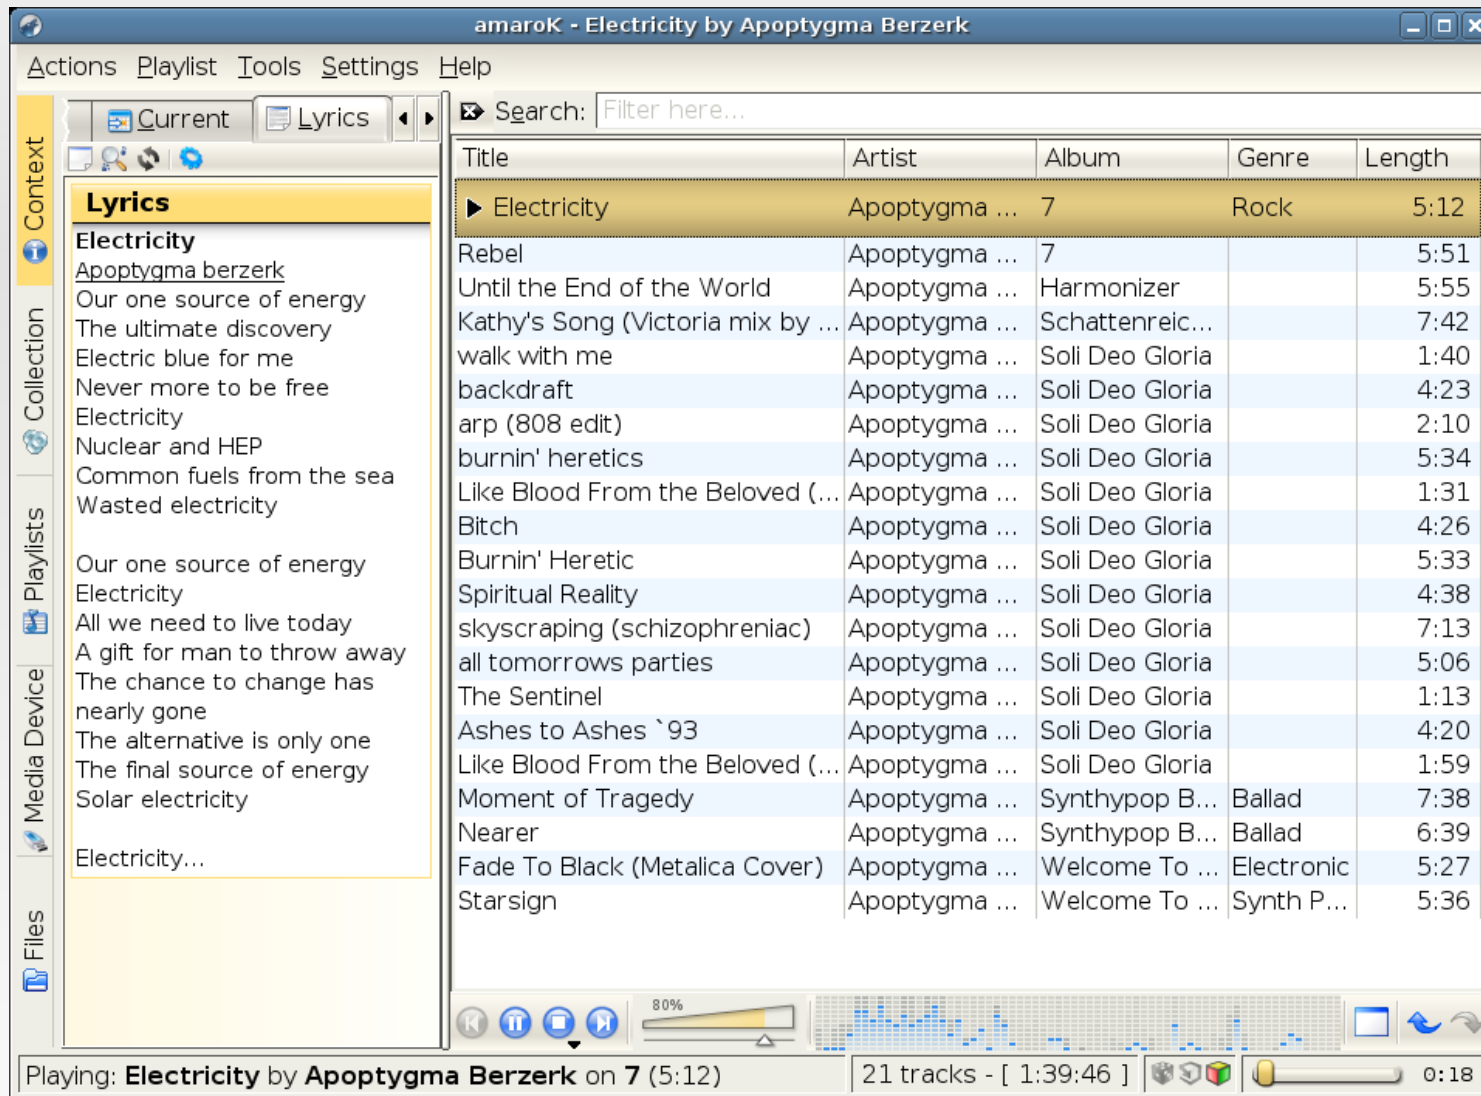 amaroK - Electricity by Apoptygma Berzerk
Actions Playlist Tools Settings Help
Context
Collection
Playlists
Media Device
Files
Current Lyrics
Lyrics
Electricity
Apoptygma berzerk
Our one source of energy
The ultimate discovery
Electric blue for me
Never more to be free
Electricity
Nuclear and HEP
Common fuels from the sea
Wasted electricity
Our one source of energy
Electricity
All we need to live today
A gift for man to throw away
The chance to change has
nearly gone
The alternative is only one
The final source of energy
Solar electricity
Electricity...
Search: Filter here...
Title Artist Album Genre Length
Electricity Apoptygma ... 7 Rock 5:12
Rebel Apoptygma ... 7 5:51
Until the End of the World Apoptygma ... Harmonizer 5:55
Kathy's Song (Victoria mix by ... Apoptygma ... Schattenreic... 7:42
walk with me Apoptygma ... Soli Deo Gloria 1:40
backdraft Apoptygma ... Soli Deo Gloria 4:23
arp (808 edit) Apoptygma ... Soli Deo Gloria 2:10
burnin' heretics Apoptygma ... Soli Deo Gloria 5:34
Like Blood From the Beloved (... Apoptygma ... Soli Deo Gloria 1:31
Bitch Apoptygma ... Soli Deo Gloria 4:26
Burnin' Heretic Apoptygma ... Soli Deo Gloria 5:33
Spiritual Reality Apoptygma ... Soli Deo Gloria 4:38
skyscraping (schizophreniac) Apoptygma ... Soli Deo Gloria 7:13
all tomorrows parties Apoptygma ... Soli Deo Gloria 5:06
The Sentinel Apoptygma ... Soli Deo Gloria 1:13
Ashes to Ashes `93 Apoptygma ... Soli Deo Gloria 4:20
Like Blood From the Beloved (... Apoptygma ... Soli Deo Gloria 1:59
Moment of Tragedy Apoptygma ... Synthypop B... Ballad 7:38
Nearer Apoptygma ... Synthypop B... Ballad 6:39
Fade To Black (Metalica Cover) Apoptygma ... Welcome To ... Electronic 5:27
Starsign Apoptygma ... Welcome To ... Synth P... 5:36
80%
Playing: Electricity by Apoptygma Berzerk on 7 (5:12) 21 tracks - [ 1:39:46 ] 0:18